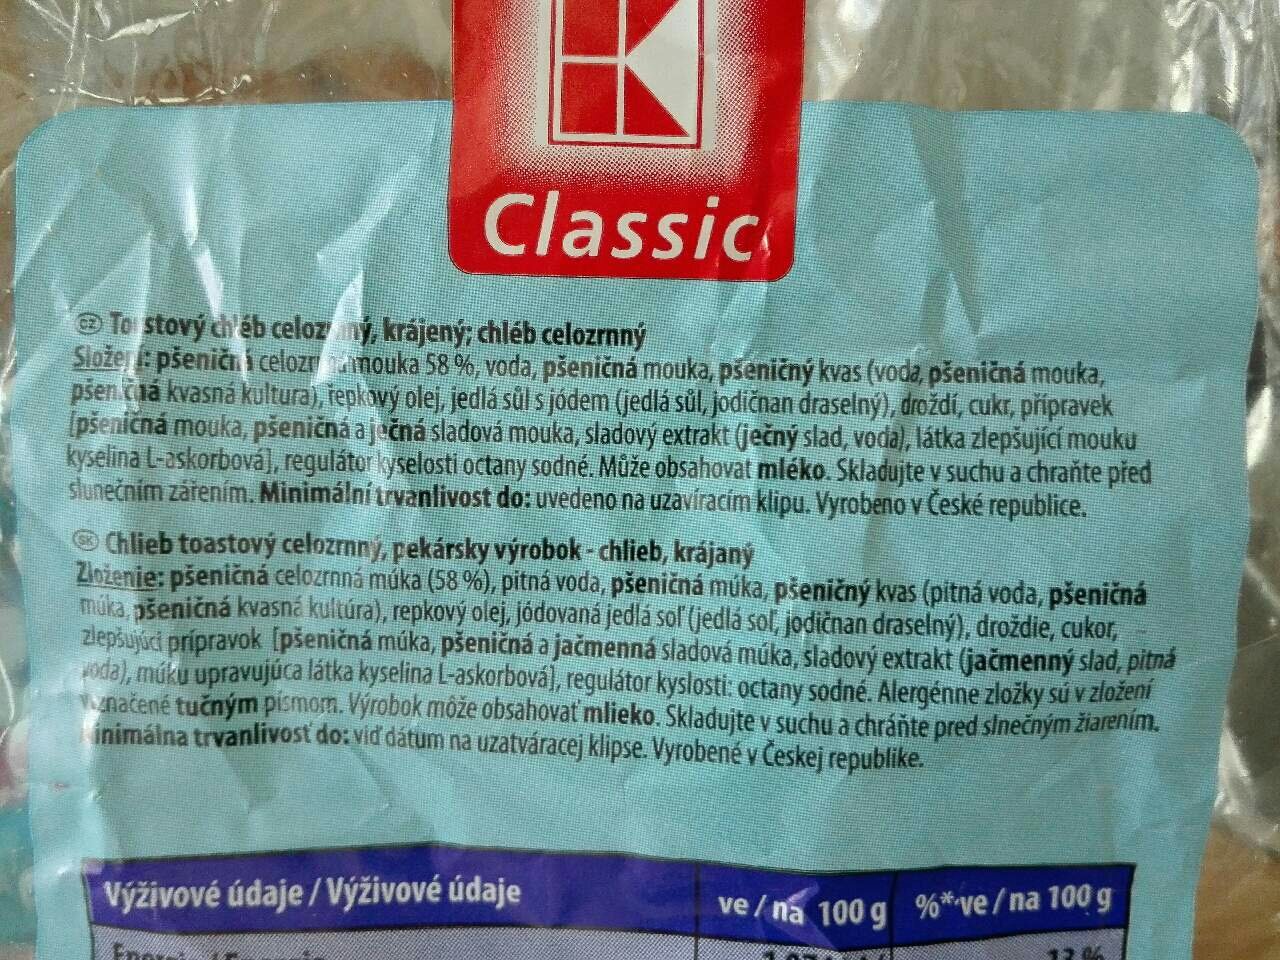 K
Classic
CZ Toastový chléb celozrnný, krájený; chléb celozrnný
Složení: pšeničná celozrnná mouka 58 %, voda, pšeničná mouka, pšeničný kvas (voda, pšeničná mouka,
pšeničná kvasná kultura), řepkový olej, jedlá sůl s jódem (jedlá sůl, jodičnan draselný), droždí, cukr, přípravek
[pšeničná mouka, pšeničná a ječná sladová mouka, sladový extrakt (ječný slad, voda), látka zlepšující mouku
kyselina L-askorbová], regulátor kyselosti octany sodné. Může obsahovat mléko. Skladujte v suchu a chraňte před
slunečním zářením. Minimální trvanlivost do: uvedeno na uzavíracím klipu. Vyrobeno v České republice.
SK Chlieb toastový celozrnný, pekársky výrobok - chlieb, krájaný
Zloženie: pšeničná celozrnná múka (58 %), pitná voda, pšeničná múka, pšeničný kvas (pitná voda, pšeničná
múka, pšeničná kvasná kultúra), repkový olej, jódovaná jedlá soľ (jedlá soľ, jodičnan draselný), droždie, cukor,
zlepšujúci prípravok [pšeničná múka, pšeničná a jačmenná sladová múka, sladový extrakt (jačmenný slad, pitná
voda), múku upravujúca látka kyselina L-askorbová], regulátor kyslosti: octany sodné. Alergénne zložky sú v zložení
vyznačené tučným písmom. Výrobok môže obsahovať mlieko. Skladujte v suchu a chráňte pred slnečným žiarením.
Minimálna trvanlivosť do: viď dátum na uzatváracej klipse. Vyrobené v Českej republike.
Výživové údaje / Výživové údaje ve / na 100 g %*ve / na 100 g
12 %